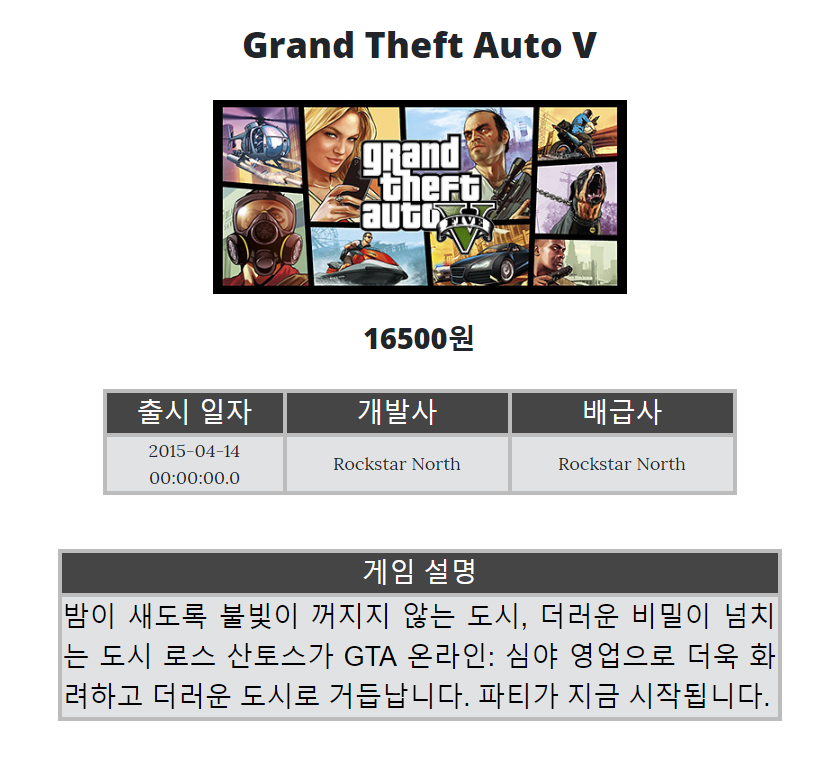 Grand Theft Auto V
grand
theft
auto V
FIVE
16500원
출시 일자 개발사 배급사
2015-04-14
00:00:00.0 Rockstar North Rockstar North
게임 설명
밤이 새도록 불빛이 꺼지지 않는 도시, 더러운 비밀이 넘치
는 도시 로스 산토스가 GTA 온라인: 심야 영업으로 더욱 화
려하고 더러운 도시로 거듭납니다. 파티가 지금 시작됩니다.